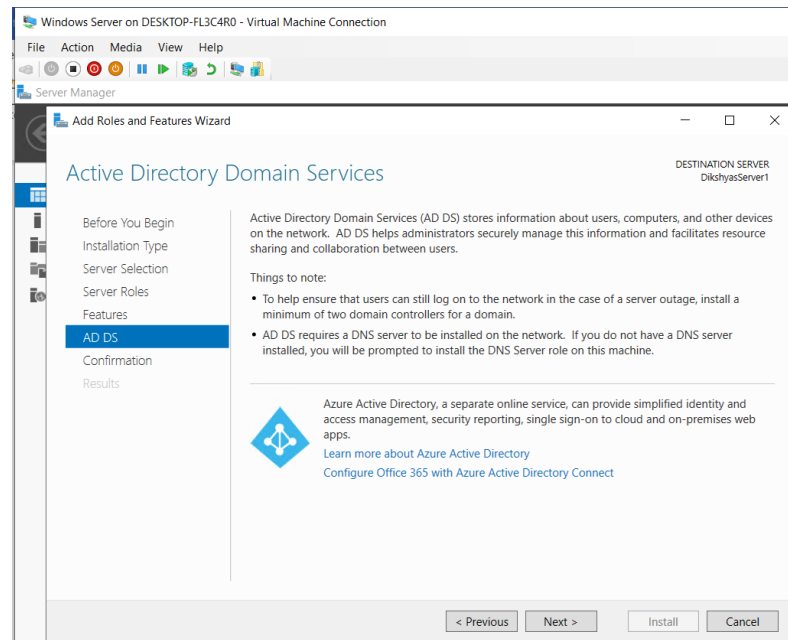 Windows Server on DESKTOP-FL3C4R0 - Virtual Machine Connection
File Action Media View Help
Server Manager
Add Roles and Features Wizard
Active Directory Domain Services
DESTINATION SERVER
DikshyasServer1
Before You Begin
Installation Type
Server Selection
Server Roles
Features
AD DS
Confirmation
Results
Active Directory Domain Services (AD DS) stores information about users, computers, and other devices
on the network. AD DS helps administrators securely manage this information and facilitates resource
sharing and collaboration between users.
Things to note:
• To help ensure that users can still log on to the network in the case of a server outage, install a
minimum of two domain controllers for a domain.
• AD DS requires a DNS server to be installed on the network. If you do not have a DNS server
installed, you will be prompted to install the DNS Server role on this machine.
Azure Active Directory, a separate online service, can provide simplified identity and
access management, security reporting, single sign-on to cloud and on-premises web
apps.
Learn more about Azure Active Directory
Configure Office 365 with Azure Active Directory Connect
< Previous
Next >
Install
Cancel